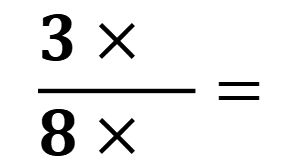 3 ×
=
8 ×